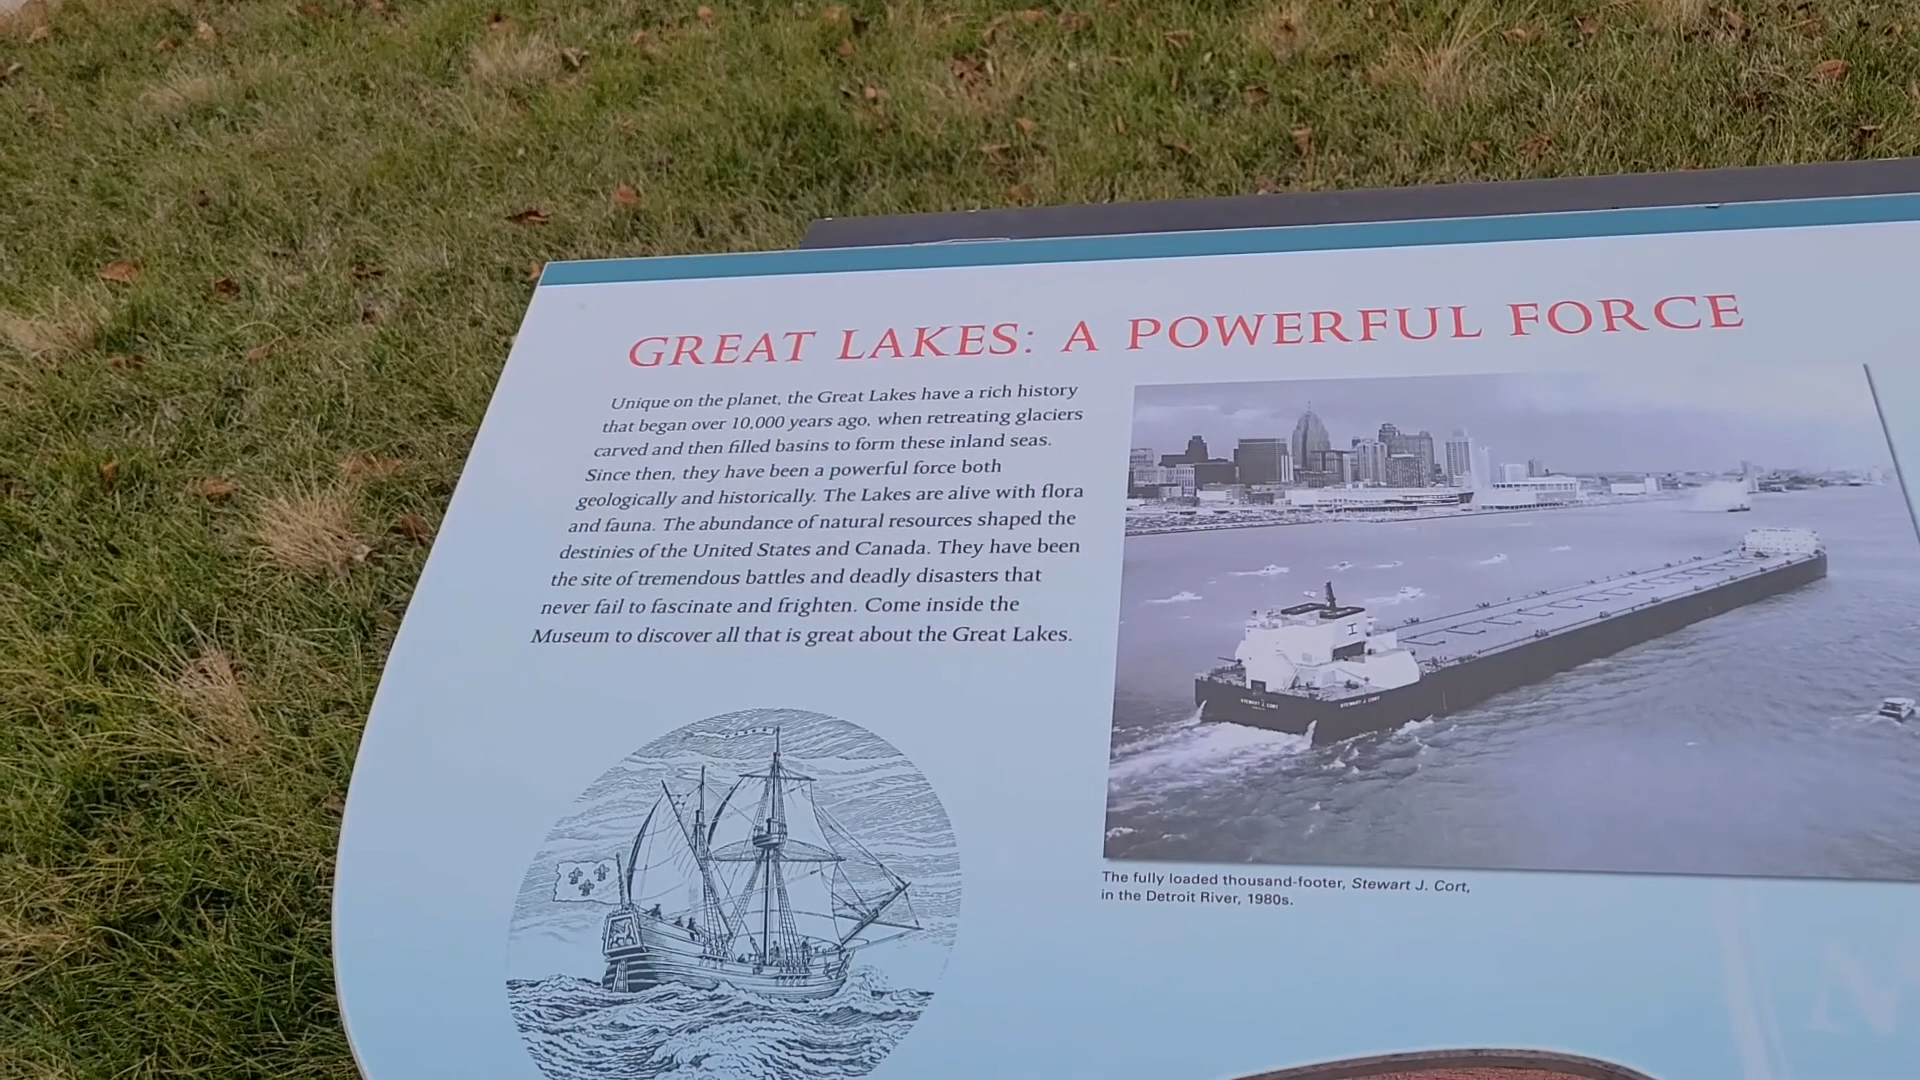 GREAT LAKES: A POWERFUL FORCE
Unique on the planet, the Great Lakes have a rich history
that began over 10,000 years ago, when retreating glaciers
carved and then filled basins to form these inland seas.
Since then, they have been a powerful force both
geologically and historically. The Lakes are alive with flora
and fauna. The abundance of natural resources shaped the
destinies of the United States and Canada. They have been
the site of tremendous battles and deadly disasters that
never fail to fascinate and frighten. Come inside the
Museum to discover all that is great about the Great Lakes.
STEWART J. CORT
STEWART J. CORT
The fully loaded thousand-footer, Stewart J. Cort,
in the Detroit River, 1980s.